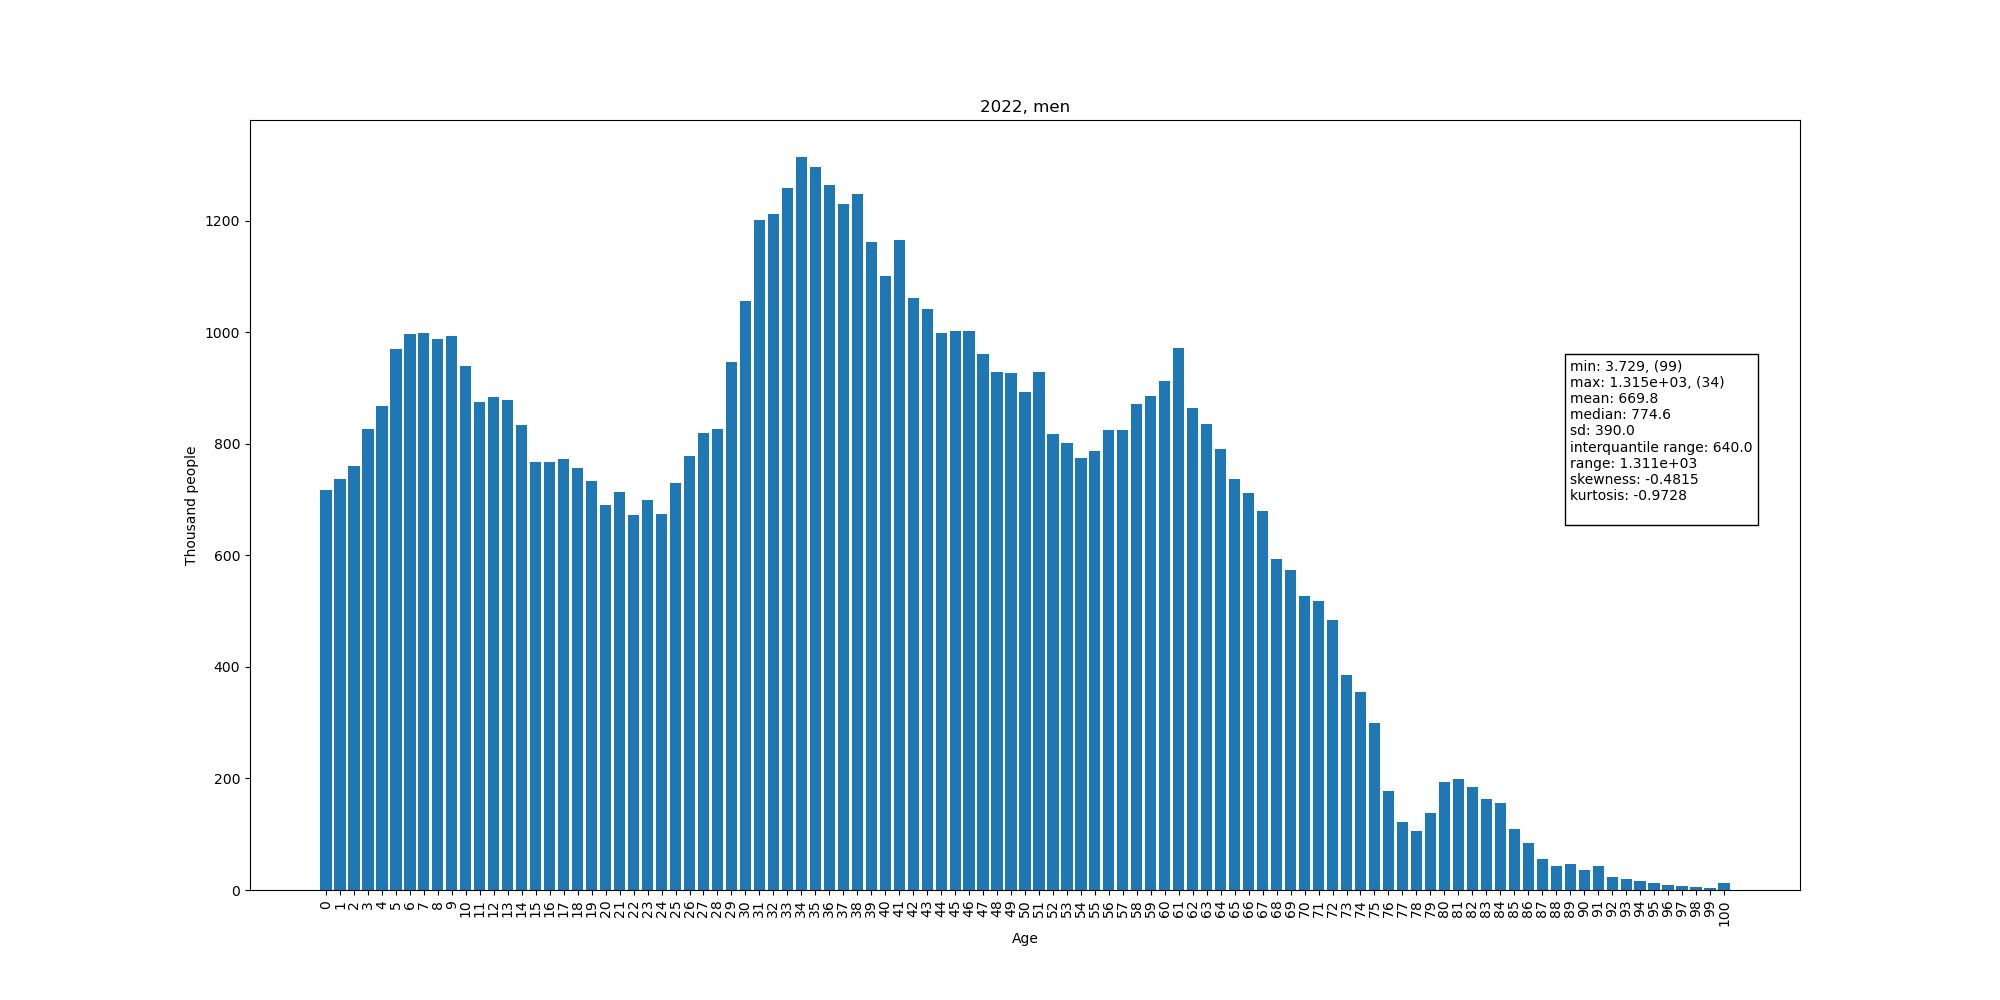 2022, men
Thousand people
1200
1000
800
600
400
200
0
min: 3.729, (99)
max: 1.315e+03, (34)
mean: 669.8
median: 774.6
sd: 390.0
interquantile range: 640.0
range: 1.311e+03
skewness: -0.4815
kurtosis: -0.9728
0 1 2 3 4 5 6 7 8 9 10 11 12 13 14 15 16 17 18 19 20 21 22 23 24 25 26 27 28 29 30 31 32 33 34 35 36 37 38 39 40 41 42 43 44 45 46 47 48 49 50 51 52 53 54 55 56 57 58 59 60 61 62 63 64 65 66 67 68 69 70 71 72 73 74 75 76 77 78 79 80 81 82 83 84 85 86 87 88 89 90 91 92 93 94 95 96 97 98 99 100
Age